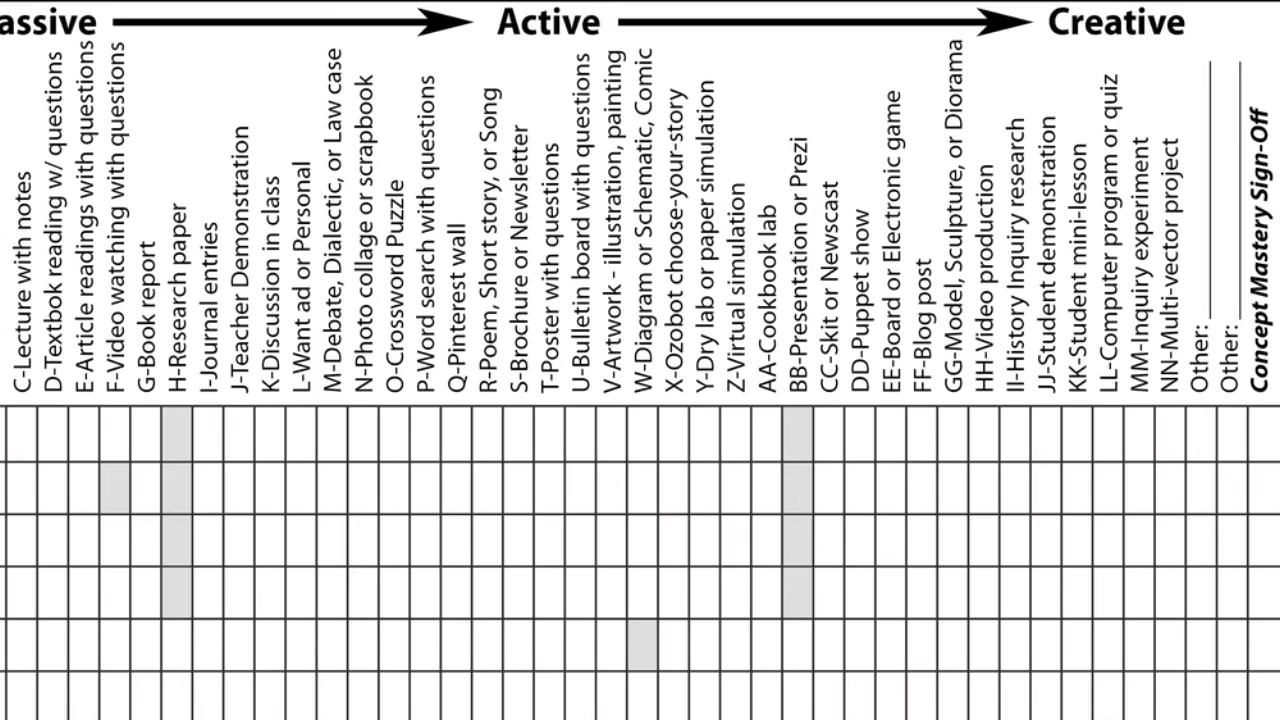 assive Active Creative
C-Lecture with notes
D-Textbok reading w/ questions
E-Article readings with questions
F-Video watching with questions
G-Book report
H-Research paper
I-Journal entries
J-Teacher Demonstration
K-Discussion in class
L-Want ad or Personal
M-Debate, Dialectic, or Law case
N-Photo collage or scrapbook
O-Crossword Puzzle
P-Word search with questions
Q-Pinterest wall
R-Poem, Short story, or Song
S-Brochure or Newsletter
T-Poster with questions
U-Bulletin board with questions
V-Artwork - illustration, painting
W-Diagram or Schematic, Comic
X-Ozobot choose-your-story
Y-Dry lab or paper simulation
Z-Virtual simulation
AA-Cookbook lab
BB-Presentation or Prezi
CC-Skit or Newscast
DD-Puppet show
EE-Board or Electronic game
FF-Blog post
GG-Model, Sculpture, or Diorama
HH-Video production
II-History Inquiry research
JJ-Student demonstration
KK-Student mini-lesson
LL-Computer program or quiz
MM-Inquiry experiment
NN-Multi-vector project
Other:
Other:
Concept Mastery Sign-Off